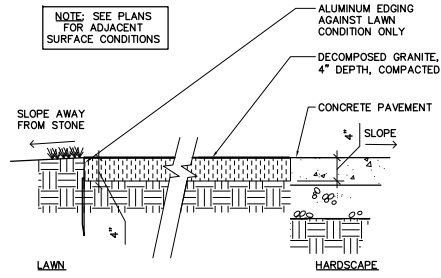 NOTE: SEE PLANS
FOR ADJACENT
SURFACE CONDITIONS
ALUMINUM EDGING
AGAINST LAWN
CONDITION ONLY
DECOMPOSED GRANITE,
4" DEPTH, COMPACTED
CONCRETE PAVEMENT
SLOPE AWAY
FROM STONE
4"
SLOPE
4"
LAWN
HARDSCAPE